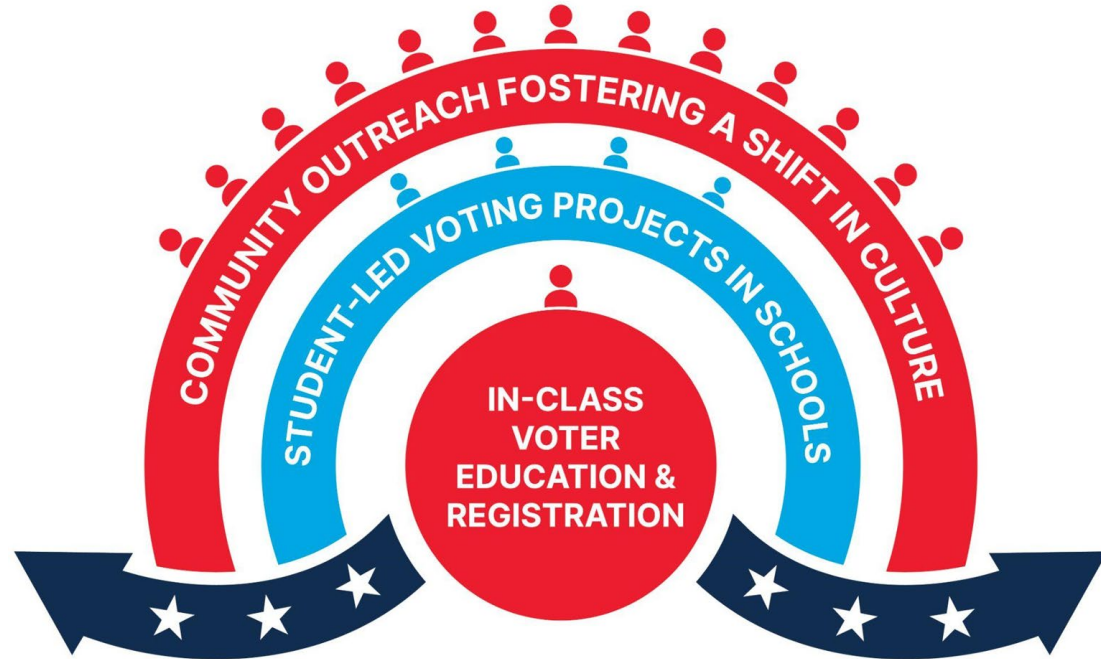 COMMUNITY OUTREACH FOSTERING A SHIFT IN CULTURE
STUDENT-LED VOTING PROJECTS IN SCHOOLS
IN-CLASS
VOTER
EDUCATION &
REGISTRATION